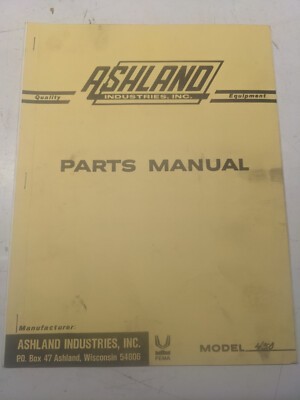 ASHLAND
INDUSTRIES, INC.
Quality Equipment
PARTS MANUAL
Manufacturer
ASHLAND INDUSTRIES, INC.
P.O. Box 47 Ashland, Wisconsin 54806
MODEL